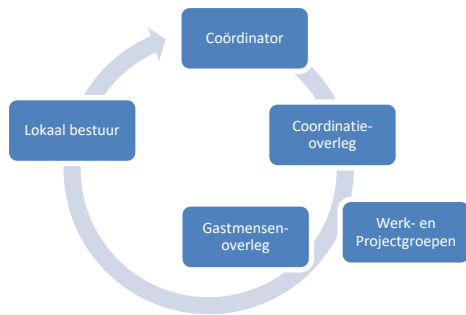 Coördinator
Coordinatie-
overleg
Werk- en
Projectgroepen
Gastmensen-
overleg
Lokaal bestuur